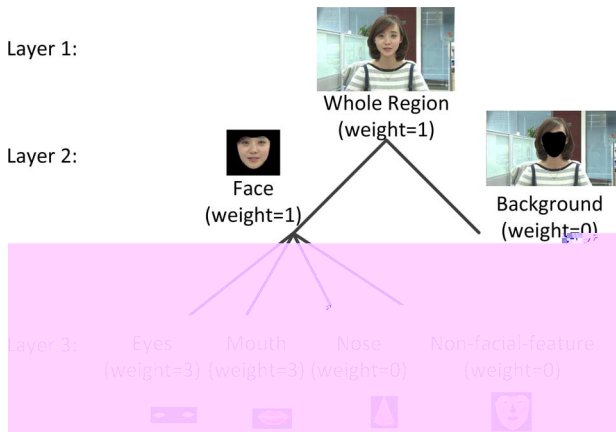 Layer 1:
Whole Region
(weight=1)
Layer 2:
Face
(weight=1)
Background
(weight=0)
Layer 3:
Eyes
(weight=3)
Mouth
(weight=3)
Nose
(weight=0)
Non-facial-feature
(weight=0)